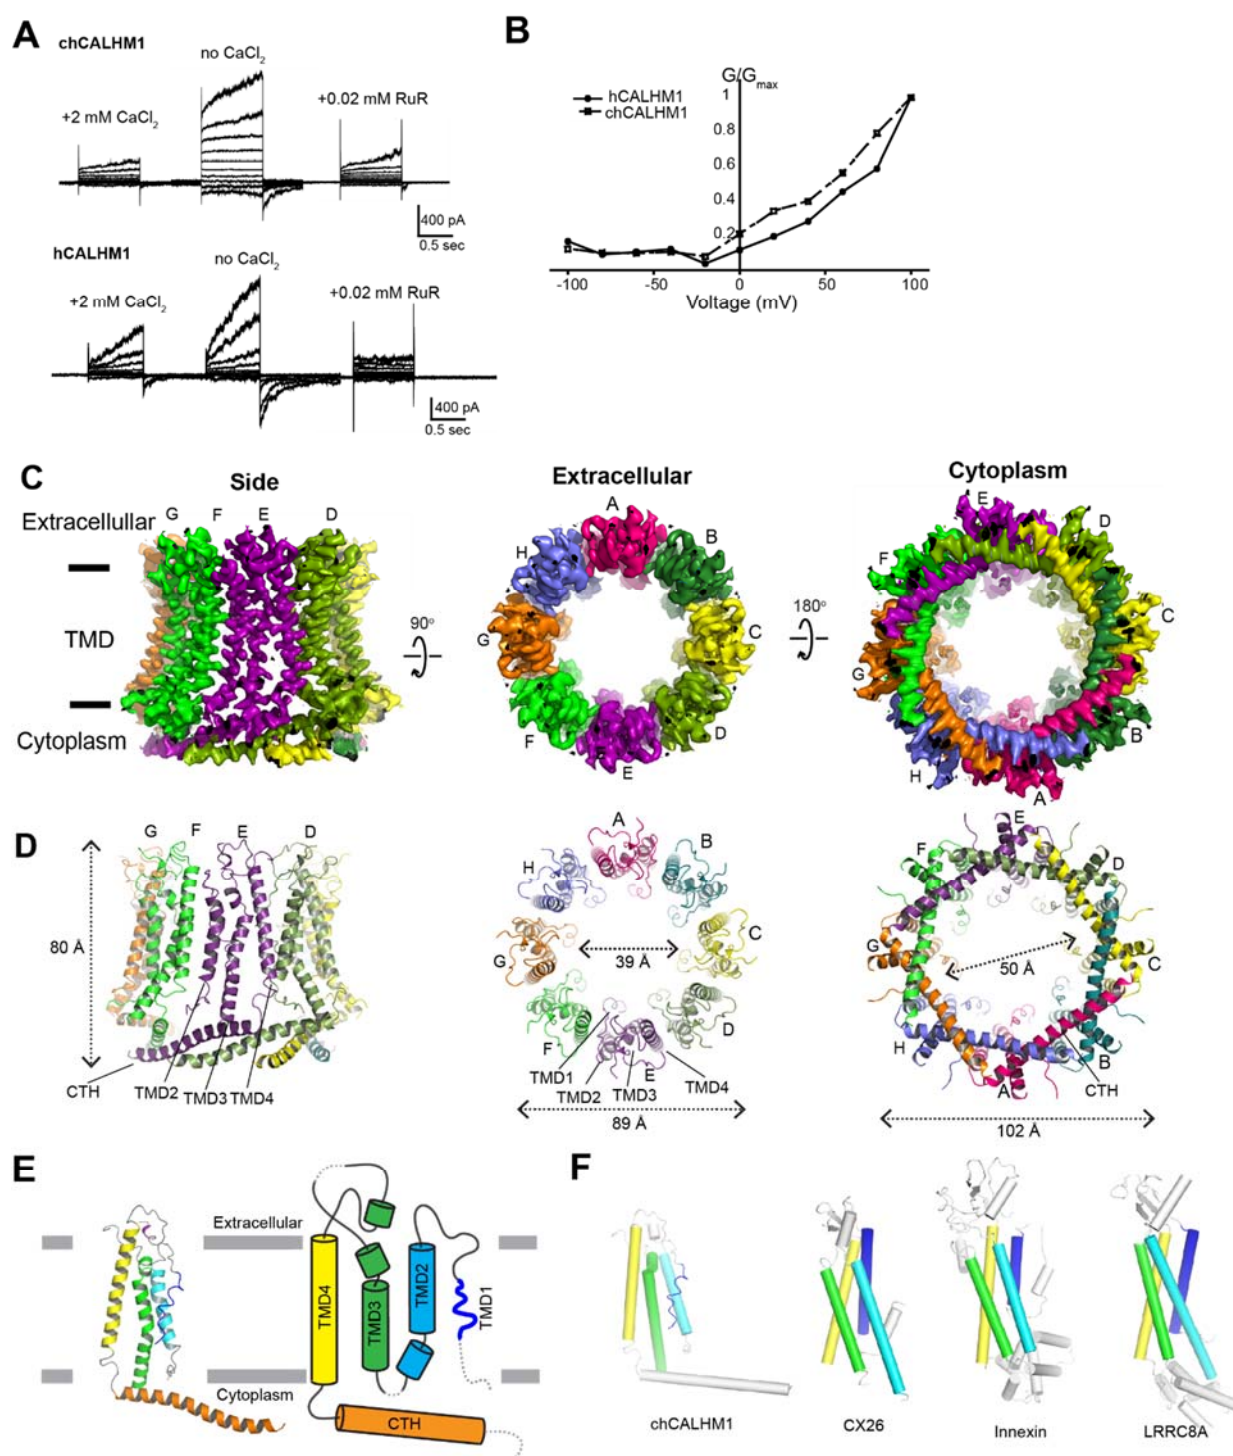 A
chCALHM1
no CaCl2
+2 mM CaCl2
+0.02 mM RuR
400 pA
0.5 sec
hCALHM1
no CaCl2
+2 mM CaCl2
+0.02 mM RuR
400 pA
0.5 sec
B
G/Gmax
hCALHM1
chCALHM1
1
0.8
0.6
0.4
0.2
-100
-50
0
50
100
Voltage (mV)
C
Side
Extracellular
Cytoplasm
Extracellullar
G F E D
TMD
Cytoplasm
90°
A
B
C
D
E
F
G
H
180°
E
D
C
B
A
H
G
F
D
G F E D
80 Å
CTH
TMD2
TMD3
TMD4
A
B
C
D
E
F
G
H
39 Å
TMD1
TMD2
TMD3
TMD4
89 Å
E
D
C
B
A
H
G
F
50 Å
CTH
102 Å
E
Extracellular
Cytoplasm
TMD4
TMD3
TMD2
TMD1
CTH
F
chCALHM1
CX26
Innexin
LRRC8A